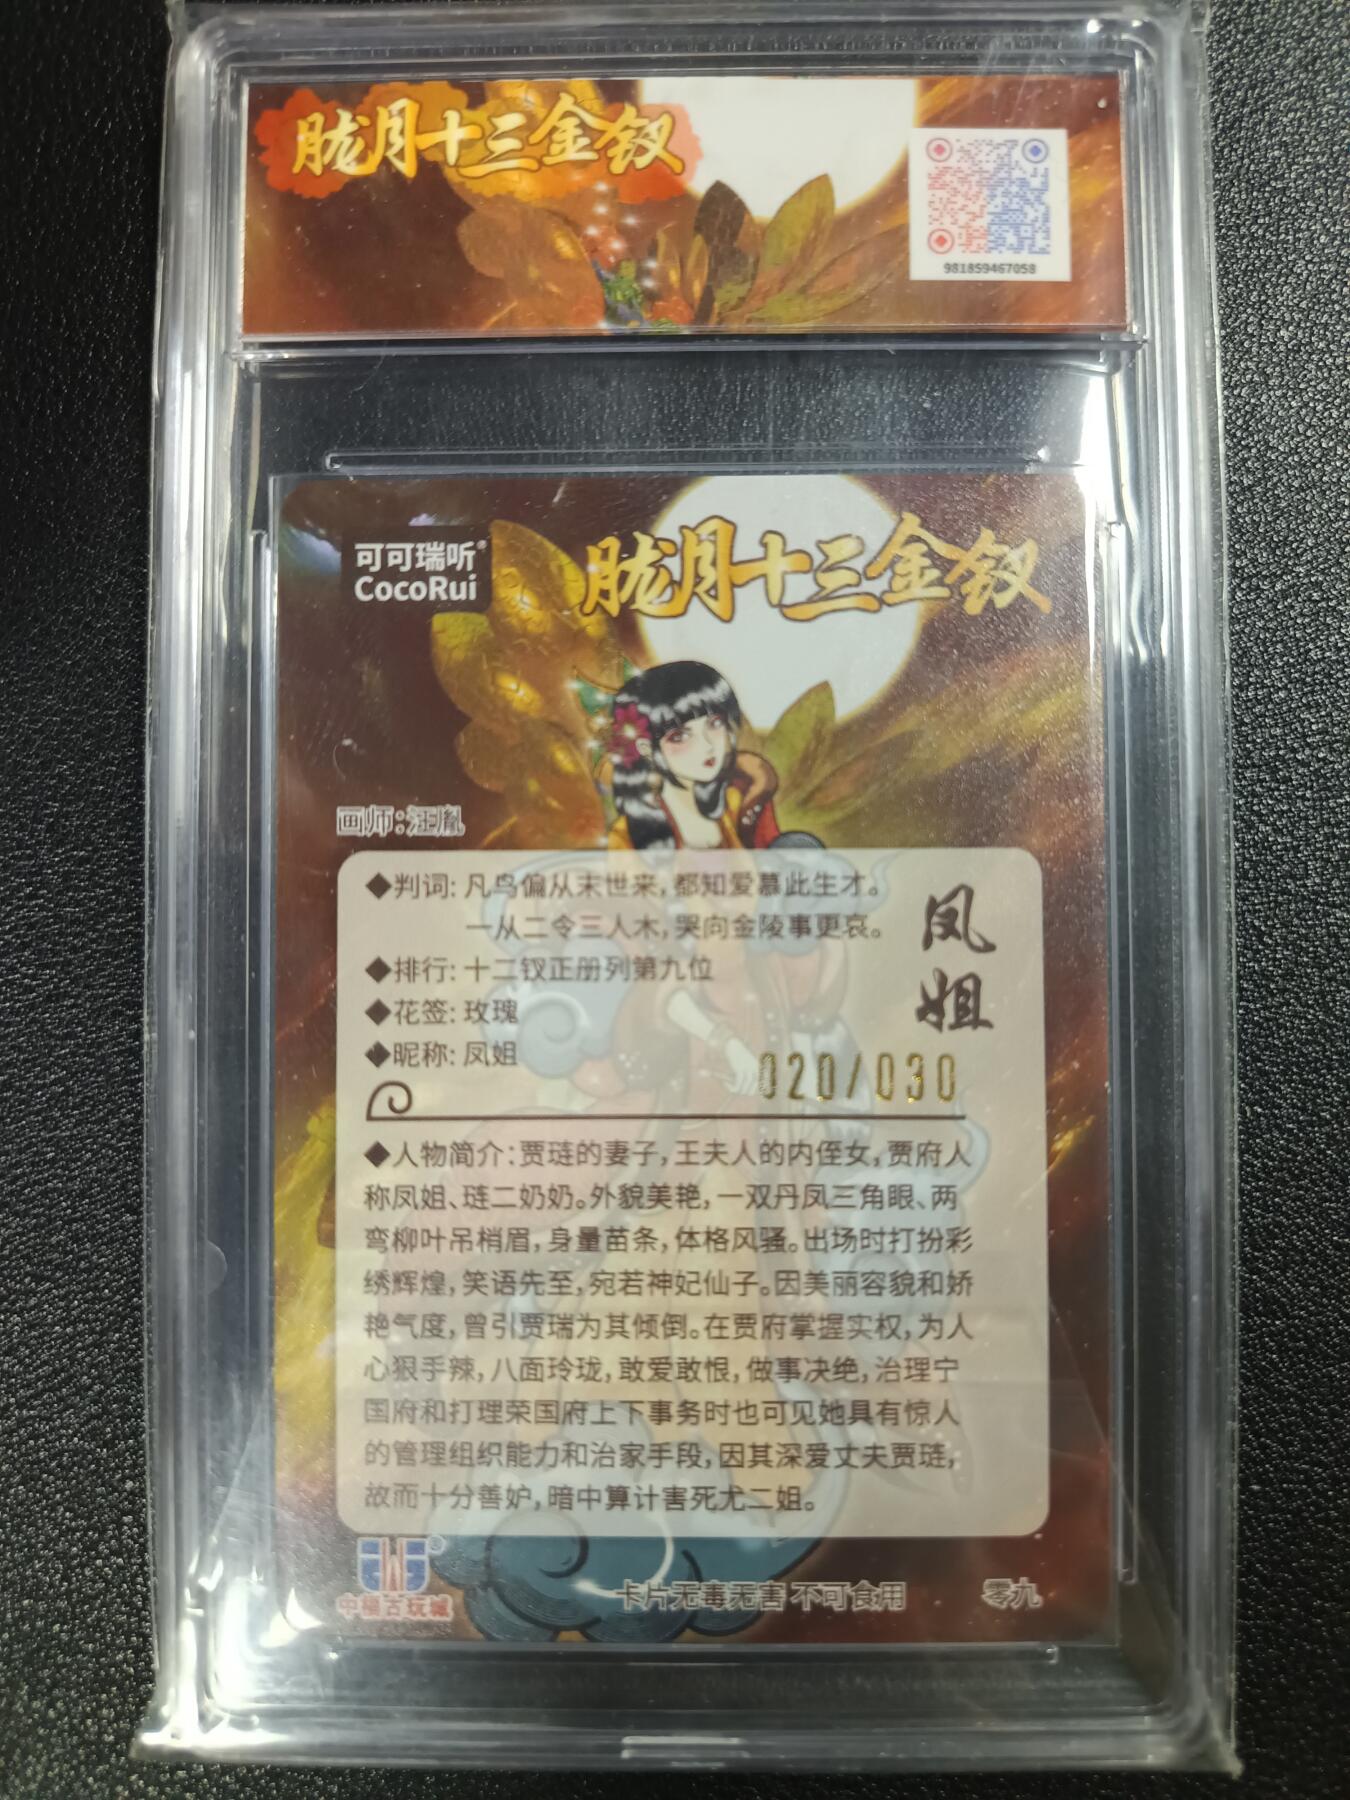 胧月十三金钗
981859467058
可可瑞听®
CocoRui
胧月十三金钗
画师:汪胤
◆判词: 凡鸟偏从末世来,都知爱慕此生才。
一从二令三人木,哭向金陵事更哀。
凤姐
◆排行: 十二钗正册列第九位
◆花签: 玫瑰
◆昵称: 凤姐
020/030
◆人物简介:贾琏的妻子,王夫人的内侄女,贾府人
称凤姐、琏二奶奶。外貌美艳,一双丹凤三角眼、两
弯柳叶吊梢眉,身量苗条,体格风骚。出场时打扮彩
绣辉煌,笑语先至,宛若神妃仙子。因美丽容貌和娇
艳气度,曾引贾瑞为其倾倒。在贾府掌握实权,为人
心狠手辣,八面玲珑,敢爱敢恨,做事决绝,治理宁
国府和打理荣国府上下事务时也可见她具有惊人
的管理组织能力和治家手段,因其深爱丈夫贾琏,
故而十分善妒,暗中算计害死尤二姐。
中福古玩城
卡片无毒无害 不可食用
零九